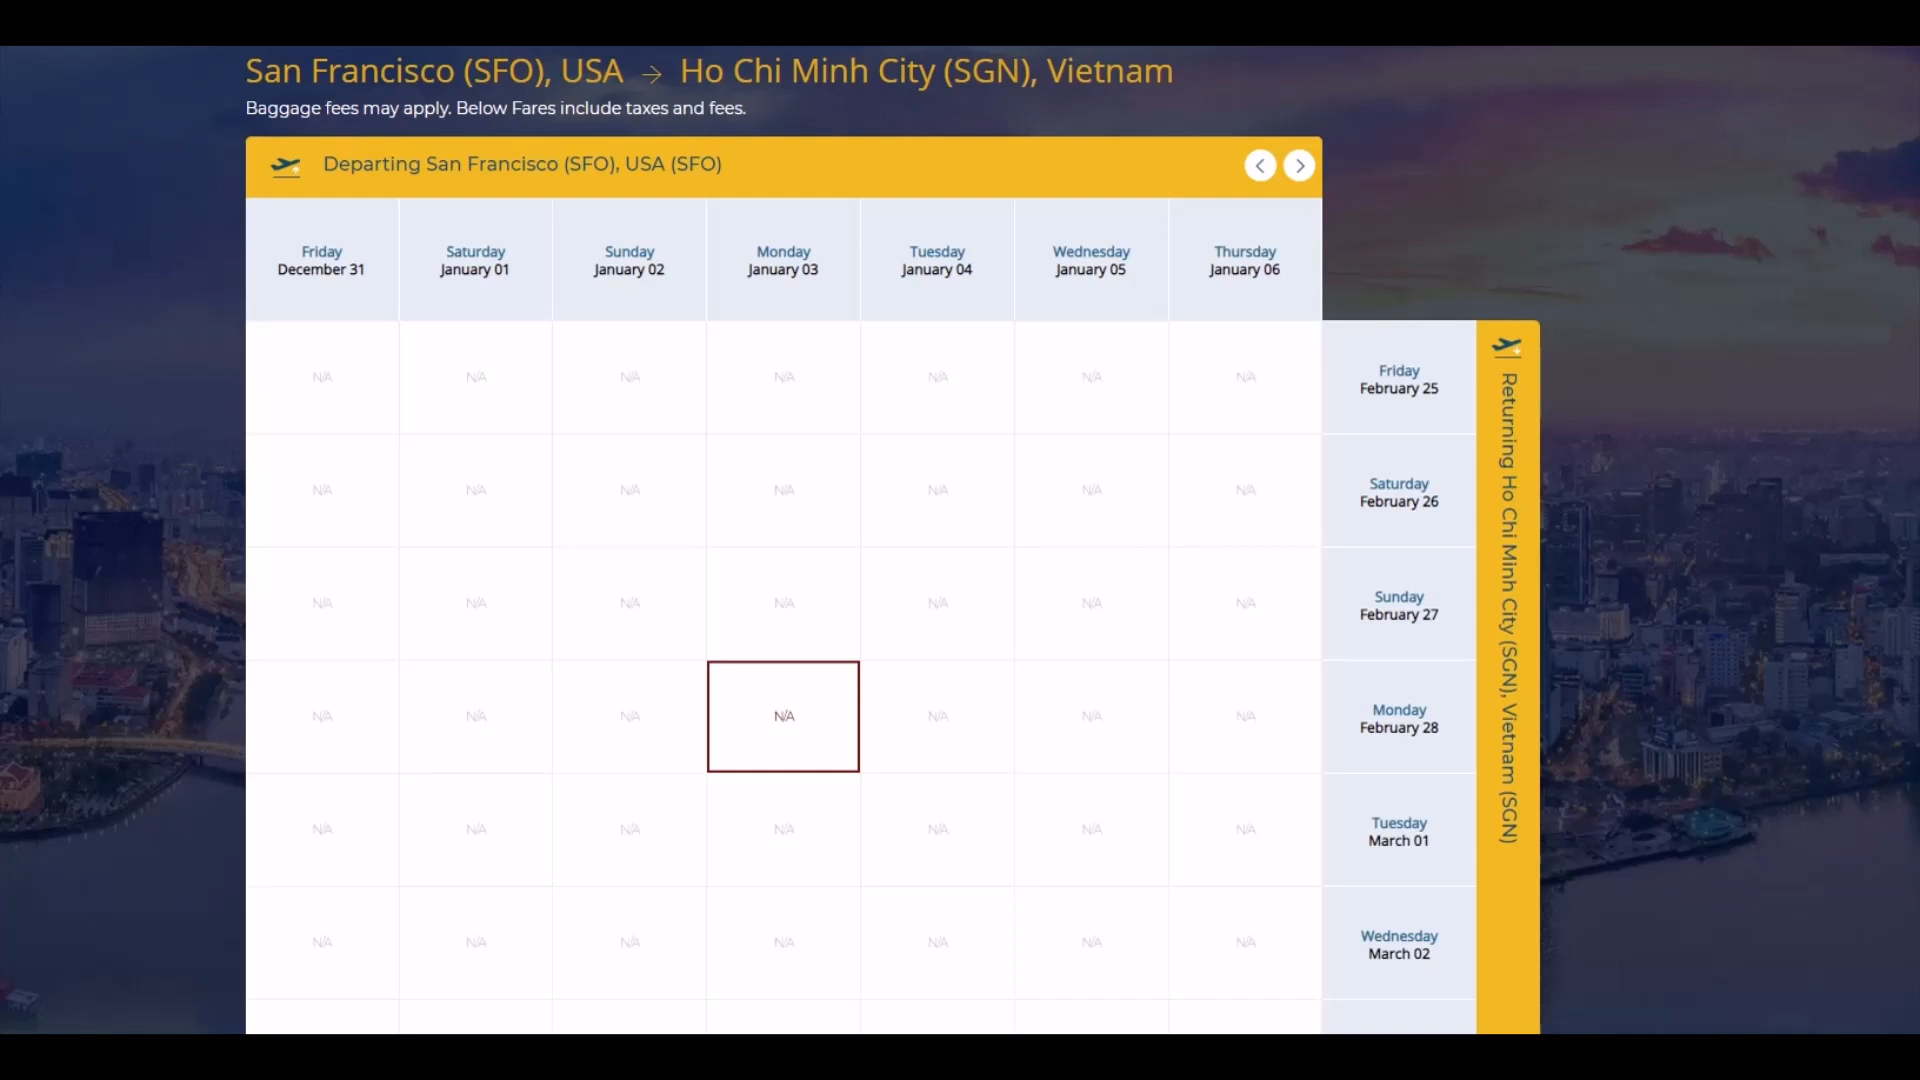 San Francisco (SFO), USA → Ho Chi Minh City (SGN), Vietnam
Baggage fees may apply. Below Fares include taxes and fees.
Departing San Francisco (SFO), USA (SFO)
Friday Saturday Sunday Monday Tuesday Wednesday Thursday
December 31 January 01 January 02 January 03 January 04 January 05 January 06
N/A N/A N/A N/A N/A N/A N/A Friday
February 25
N/A N/A N/A N/A N/A N/A N/A Saturday
February 26
N/A N/A N/A N/A N/A N/A N/A Sunday
February 27
N/A N/A N/A N/A N/A N/A N/A Monday
February 28
N/A N/A N/A N/A N/A N/A N/A Tuesday
March 01
N/A N/A N/A N/A N/A N/A N/A Wednesday
March 02
Returning Ho Chi Minh City (SGN), Vietnam (SGN)